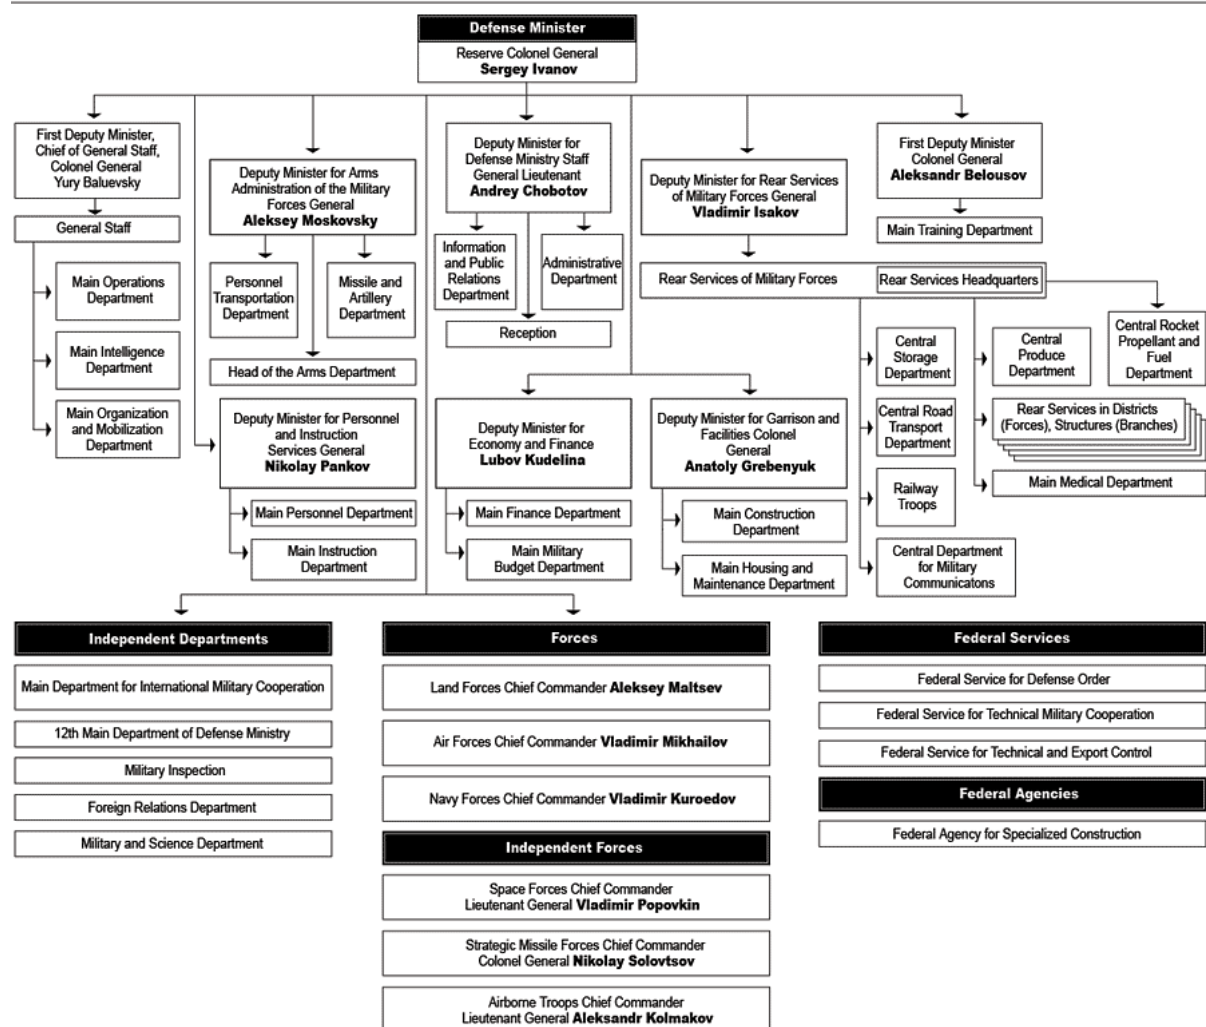 Defense Minister
Reserve Colonel General
Sergey Ivanov
First Deputy Minister,
Chief of General Staff,
Colonel General
Yury Baluevsky
General Staff
Main Operations
Department
Main Intelligence
Department
Main Organization
and Mobilization
Department
Deputy Minister for Arms
Administration of the Military
Forces General
Aleksey Moskovsky
Personnel
Transportation
Department
Missile and
Artillery
Department
Head of the Arms Department
Deputy Minister for Personnel
and Instruction
Services General
Nikolay Pankov
Main Personnel Department
Main Instruction
Department
Deputy Minister for
Defense Ministry Staff
General Lieutenant
Andrey Chobotov
Information
and Public
Relations
Department
Administrative
Department
Reception
Deputy Minister for
Economy and Finance
Lubov Kudelina
Main Finance Department
Main Military
Budget Department
Deputy Minister for Rear Services
of Military Forces General
Vladimir Isakov
Rear Services of Military Forces
Rear Services Headquarters
Deputy Minister for Garrison and
Facilities Colonel
General
Anatoly Grebenyuk
Main Construction
Department
Main Housing and
Maintenance Department
First Deputy Minister
Colonel General
Aleksandr Belousov
Main Training Department
Central
Storage
Department
Central Road
Transport
Department
Railway
Troops
Central Department
for Military
Communicatons
Central
Produce
Department
Rear Services in Districts
(Forces), Structures (Branches)
Main Medical Department
Central Rocket
Propellant and
Fuel
Department
Independent Departments
Main Department for International Military Cooperation
12th Main Department of Defense Ministry
Military Inspection
Foreign Relations Department
Military and Science Department
Forces
Land Forces Chief Commander Aleksey Maltsev
Air Forces Chief Commander Vladimir Mikhailov
Navy Forces Chief Commander Vladimir Kuroedov
Independent Forces
Space Forces Chief Commander
Lieutenant General Vladimir Popovkin
Strategic Missile Forces Chief Commander
Colonel General Nikolay Solovtsov
Airborne Troops Chief Commander
Lieutenant General Aleksandr Kolmakov
Federal Services
Federal Service for Defense Order
Federal Service for Technical Military Cooperation
Federal Service for Technical and Export Control
Federal Agencies
Federal Agency for Specialized Construction